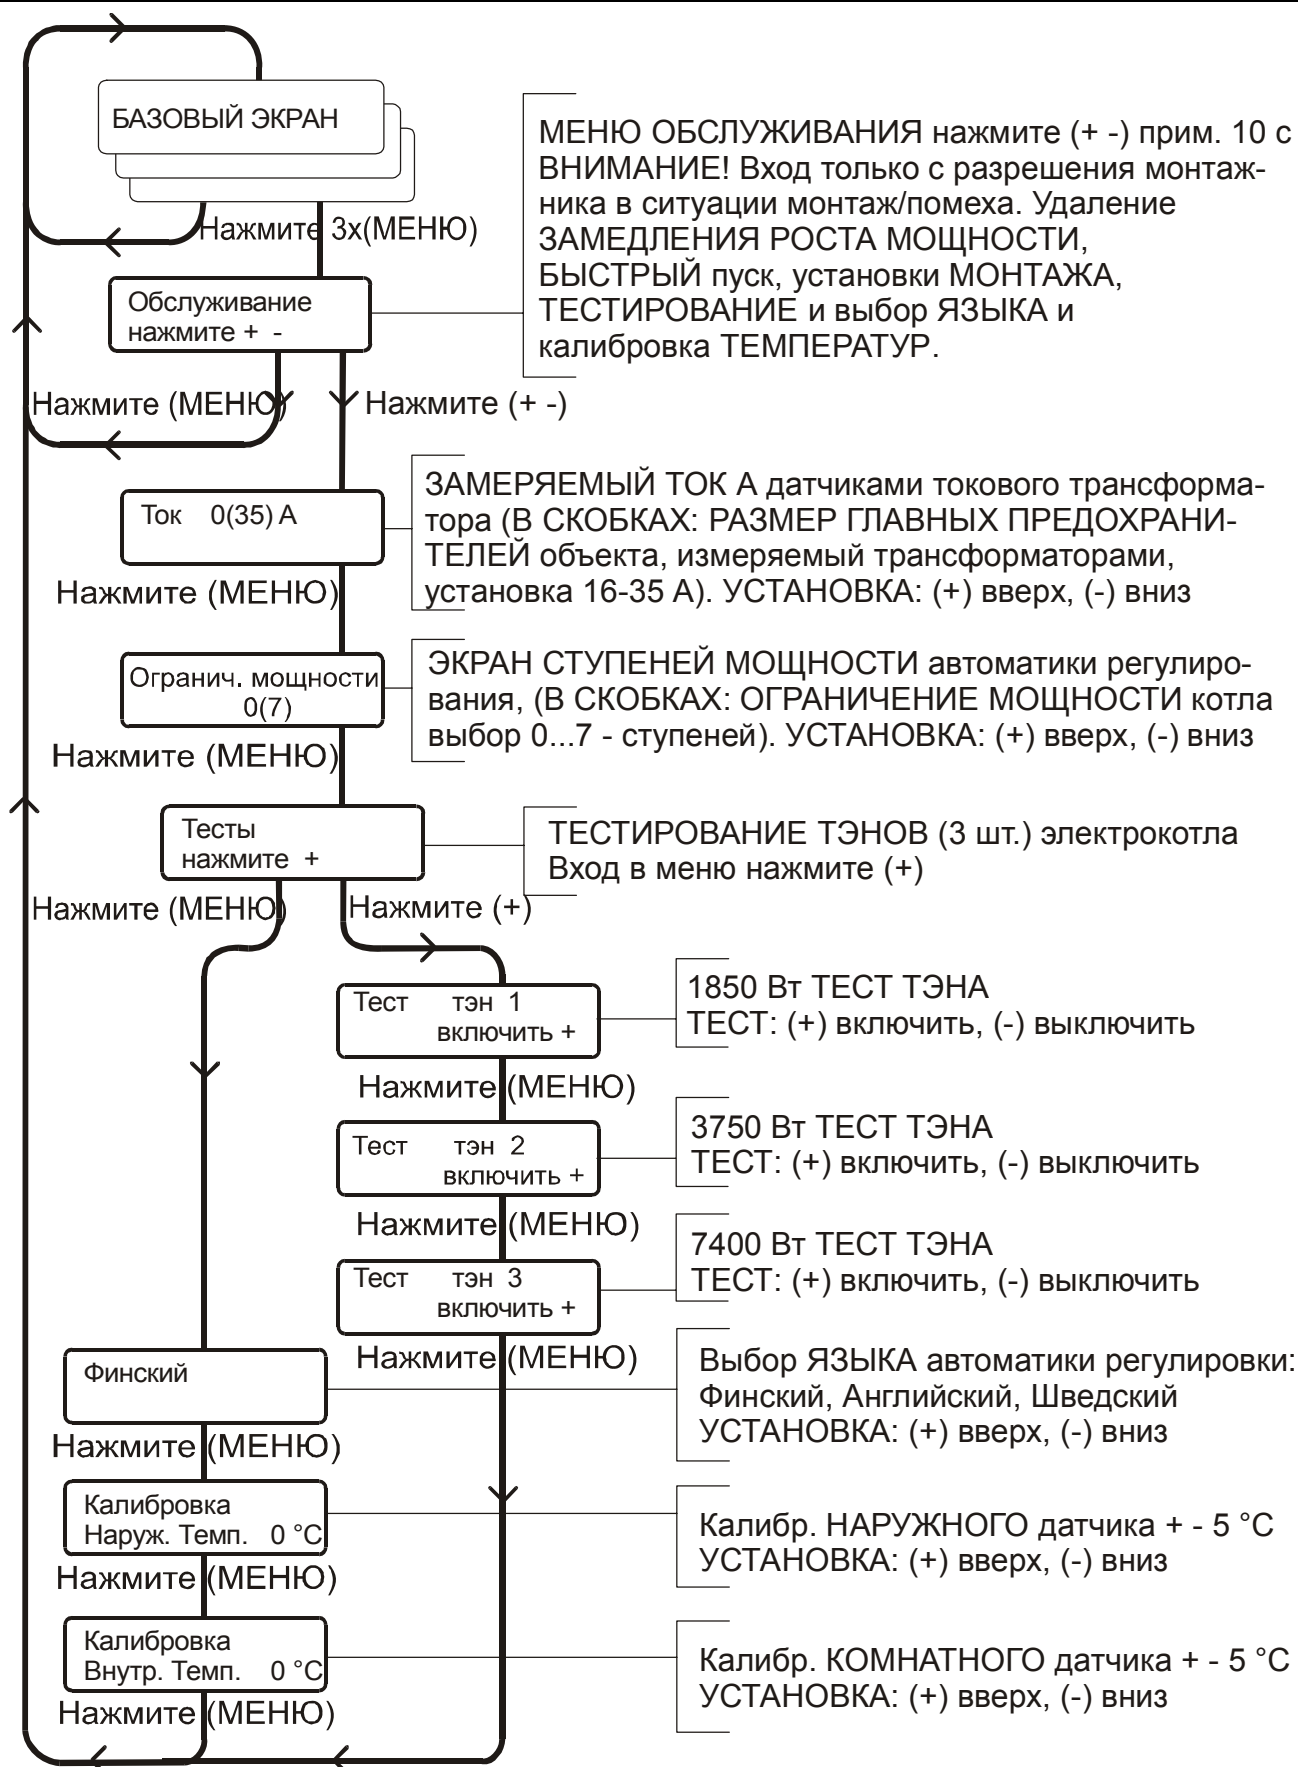 БАЗОВЫЙ ЭКРАН
МЕНЮ ОБСЛУЖИВАНИЯ нажмите (+ -) прим. 10 с
ВНИМАНИЕ! Вход только с разрешения монтаж-
ника в ситуации монтаж/помеха. Удаление
ЗАМЕДЛЕНИЯ РОСТА МОЩНОСТИ,
БЫСТРЫЙ пуск, установки МОНТАЖА,
ТЕСТИРОВАНИЕ и выбор ЯЗЫКА и
калибровка ТЕМПЕРАТУР.
Нажмите 3х(МЕНЮ)
Обслуживание
нажмите + -
Нажмите (МЕНЮ)
Нажмите (+ -)
Ток 0(35) А
ЗАМЕРЯЕМЫЙ ТОК А датчиками токового трансформа-
тора (В СКОБКАХ: РАЗМЕР ГЛАВНЫХ ПРЕДОХРАНИ-
ТЕЛЕЙ объекта, измеряемый трансформаторами,
установка 16-35 А). УСТАНОВКА: (+) вверх, (-) вниз
Нажмите (МЕНЮ)
Огранич. мощности
0(7)
ЭКРАН СТУПЕНЕЙ МОЩНОСТИ автоматики регулиро-
вания, (В СКОБКАХ: ОГРАНИЧЕНИЕ МОЩНОСТИ котла
выбор 0...7 - ступеней). УСТАНОВКА: (+) вверх, (-) вниз
Нажмите (МЕНЮ)
Тесты
нажмите +
ТЕСТИРОВАНИЕ ТЭНОВ (3 шт.) электрокотла
Вход в меню нажмите (+)
Нажмите (МЕНЮ)
Нажмите (+)
Тест тэн 1
включить +
1850 Вт ТЕСТ ТЭНА
ТЕСТ: (+) включить, (-) выключить
Нажмите (МЕНЮ)
Тест тэн 2
включить +
3750 Вт ТЕСТ ТЭНА
ТЕСТ: (+) включить, (-) выключить
Нажмите (МЕНЮ)
Тест тэн 3
включить +
7400 Вт ТЕСТ ТЭНА
ТЕСТ: (+) включить, (-) выключить
Нажмите (МЕНЮ)
Финский
Выбор ЯЗЫКА автоматики регулировки:
Финский, Английский, Шведский
УСТАНОВКА: (+) вверх, (-) вниз
Нажмите (МЕНЮ)
Калибровка
Наруж. Темп. 0 °C
Калибр. НАРУЖНОГО датчика + - 5 °C
УСТАНОВКА: (+) вверх, (-) вниз
Нажмите (МЕНЮ)
Калибровка
Внутр. Темп. 0 °C
Калибр. КОМНАТНОГО датчика + - 5 °C
УСТАНОВКА: (+) вверх, (-) вниз
Нажмите (МЕНЮ)